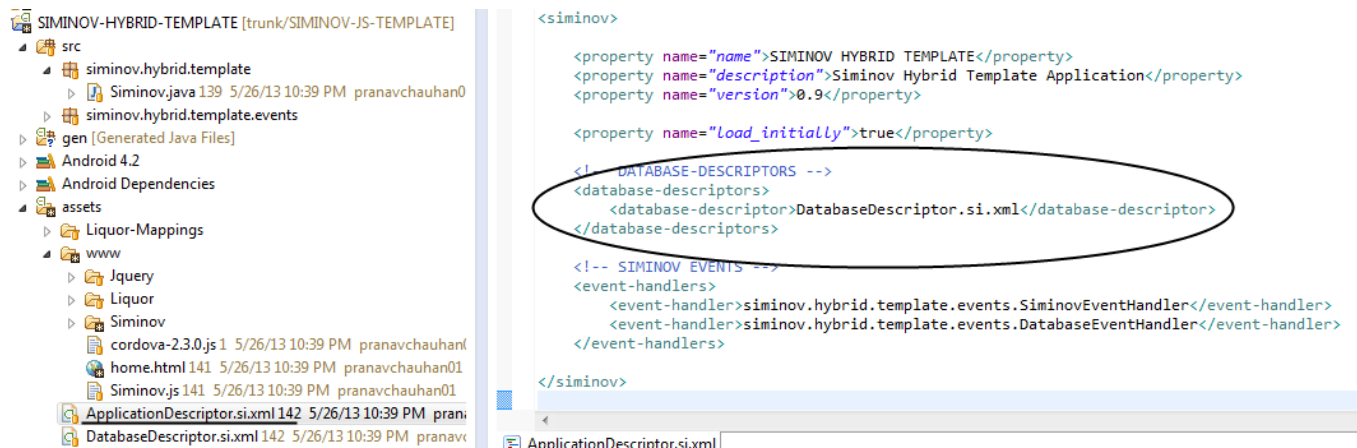 SIMINOV-HYBRID-TEMPLATE [trunk/SIMINOV-JS-TEMPLATE]
src
siminov.hybrid.template
Siminov.java 139 5/26/13 10:39 PM pranavchauhan0
siminov.hybrid.template.events
gen [Generated Java Files]
Android 4.2
Android Dependencies
assets
Liquor-Mappings
www
Jquery
Liquor
Siminov
cordova-2.3.0.js 1 5/26/13 10:39 PM pranavchauhan(
home.html 141 5/26/13 10:39 PM pranavchauhan01
Siminov.js 141 5/26/13 10:39 PM pranavchauhan01
ApplicationDescriptor.si.xml 142 5/26/13 10:39 PM prana
DatabaseDescriptor.si.xml 142 5/26/13 10:39 PM pranavc
<siminov>
<property name="name">SIMINOV HYBRID TEMPLATE</property>
<property name="description">Siminov Hybrid Template Application</property>
<property name="version">0.9</property>
<property name="load_initially">true</property>
<!-- DATABASE-DESCRIPTORS -->
<database-descriptors>
<database-descriptor>DatabaseDescriptor.si.xml</database-descriptor>
</database-descriptors>
<!-- SIMINOV EVENTS -->
<event-handlers>
<event-handler>siminov.hybrid.template.events.SiminovEventHandler</event-handler>
<event-handler>siminov.hybrid.template.events.DatabaseEventHandler</event-handler>
</event-handlers>
</siminov>
ApplicationDescriptor.si.xml